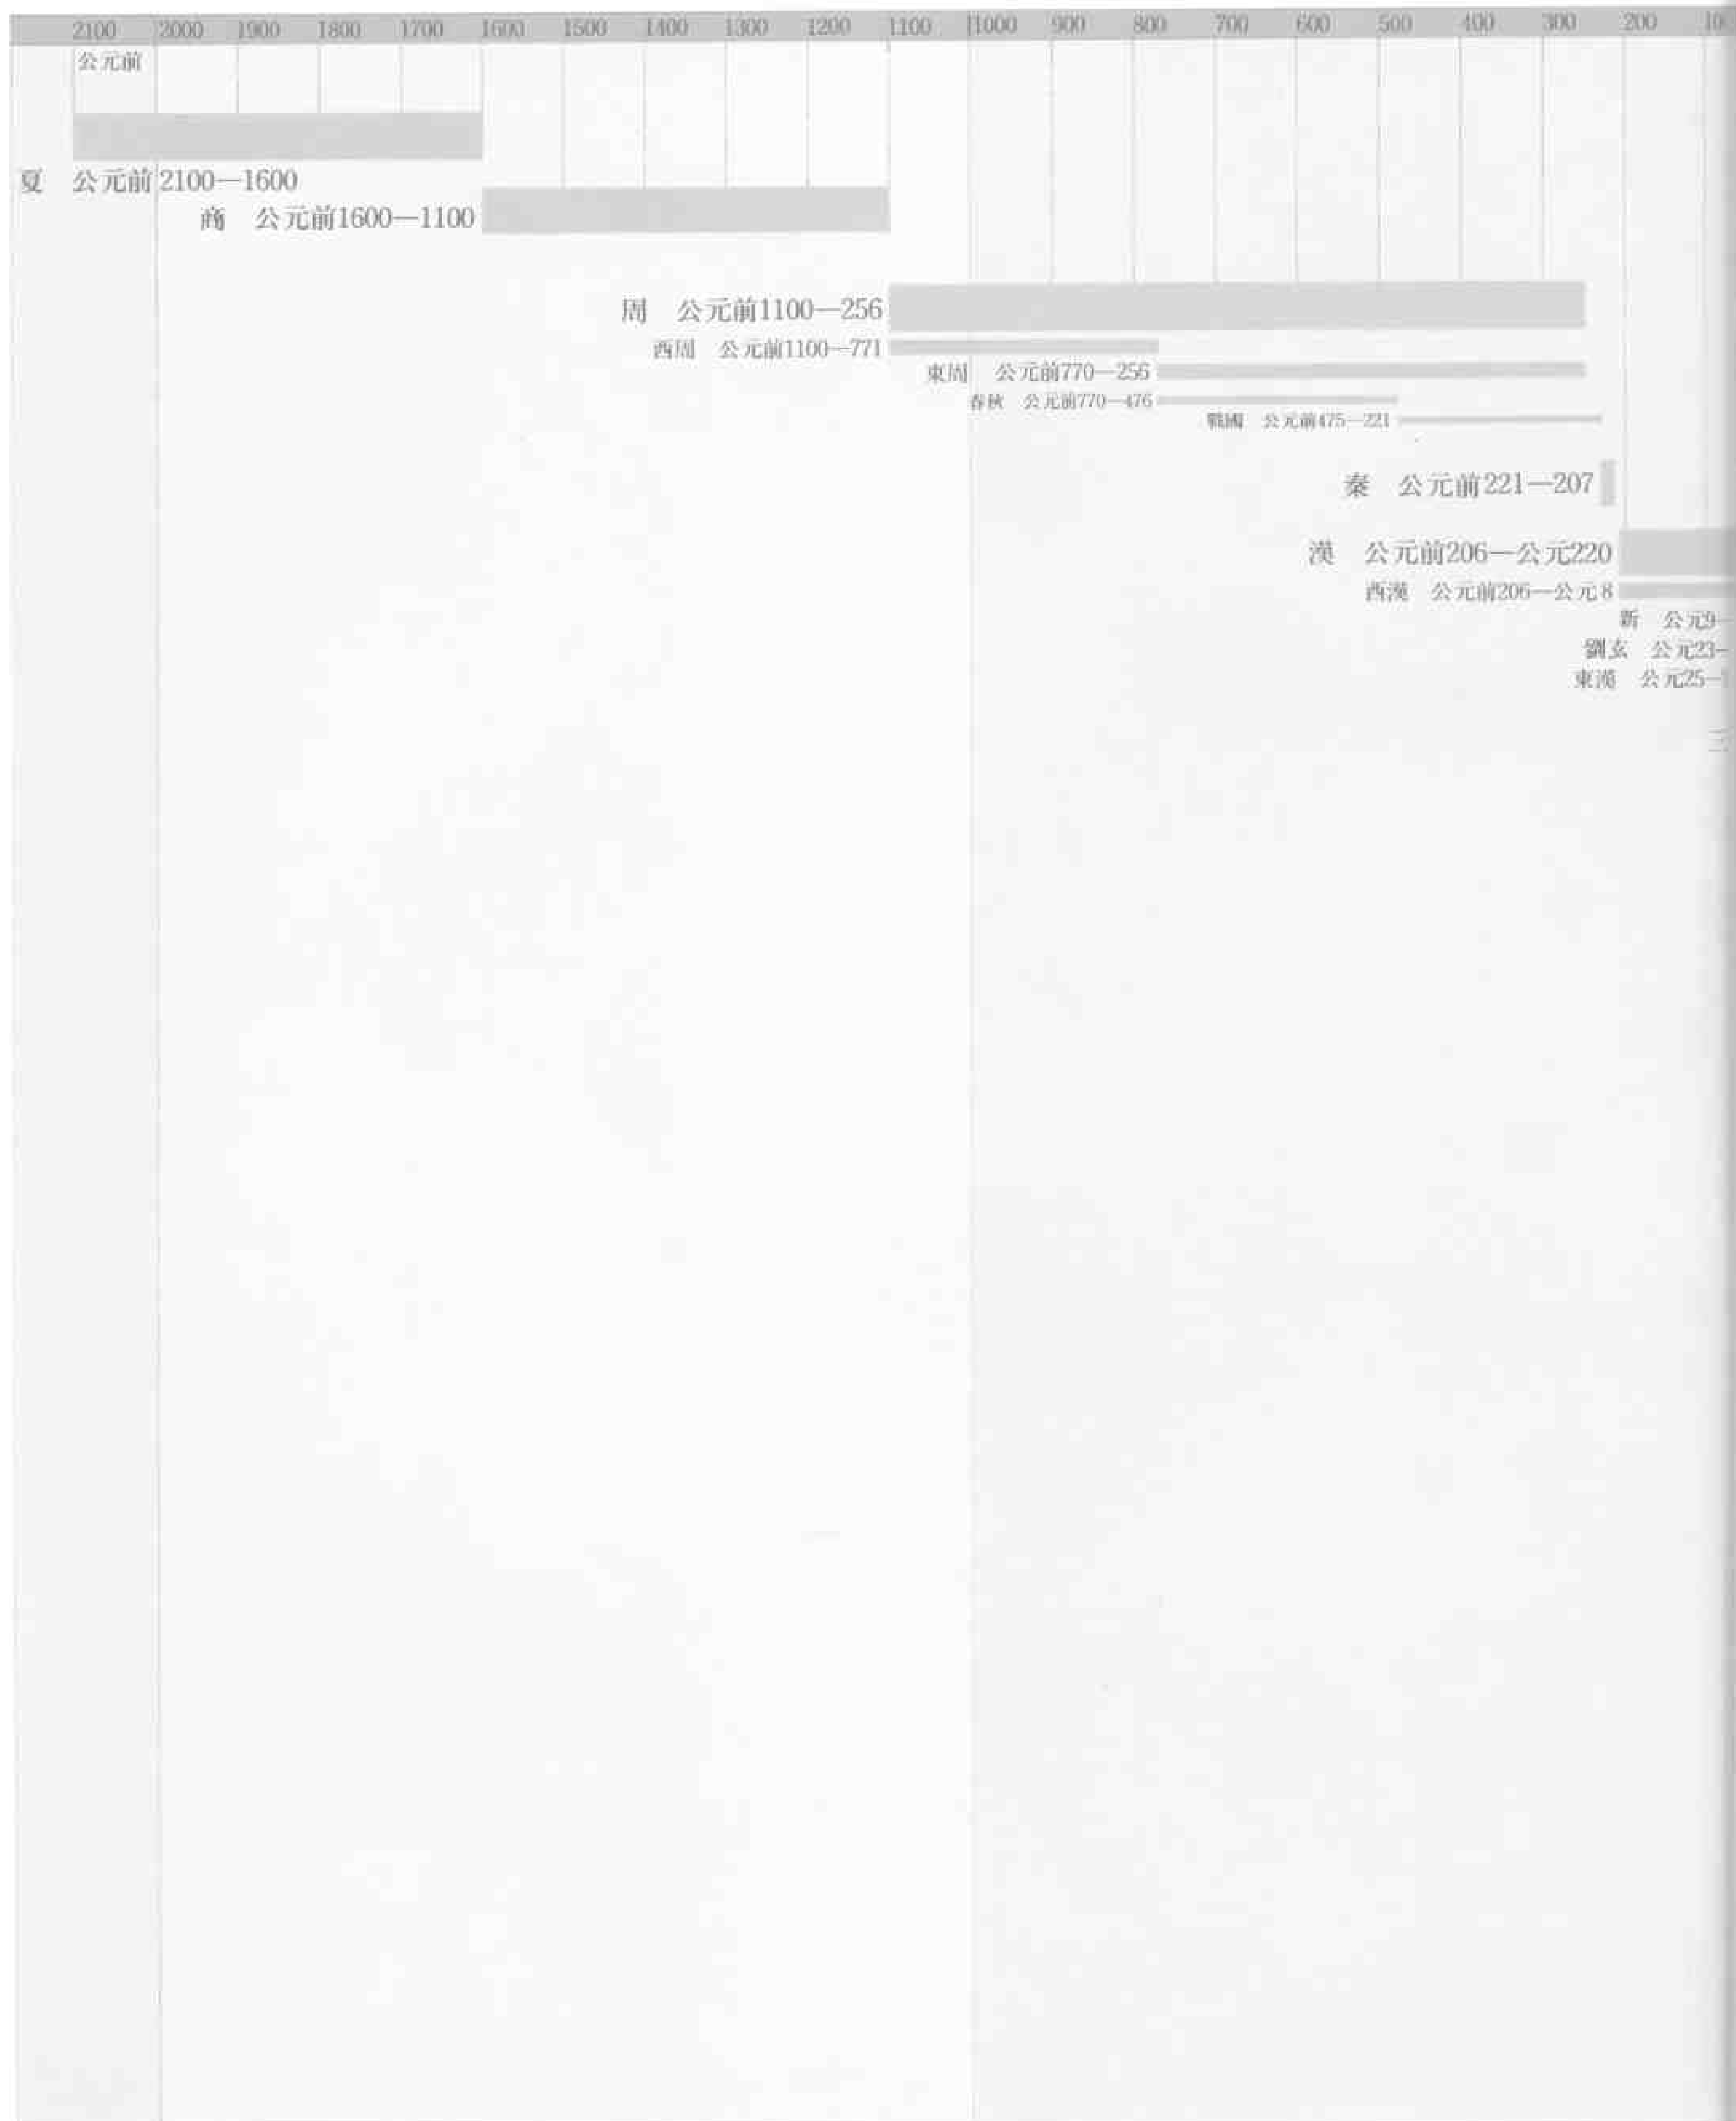 2100 2000 1900 1800 1700 1600 1500 1400 1300 1200 1100 1000 900 800 700 600 500 400 300 200
公元前
夏 公元前2100—1600
商 公元前1600—1100
周 公元前1100—256
西周 公元前1100—771
東周 公元前770—256
春秋 公元前770—476
戰國 公元前475—221
秦 公元前221—207
漢 公元前206—公元220
西漢 公元前206—公元8
新 公元9—
劉玄 公元23—
東漢 公元25—
三